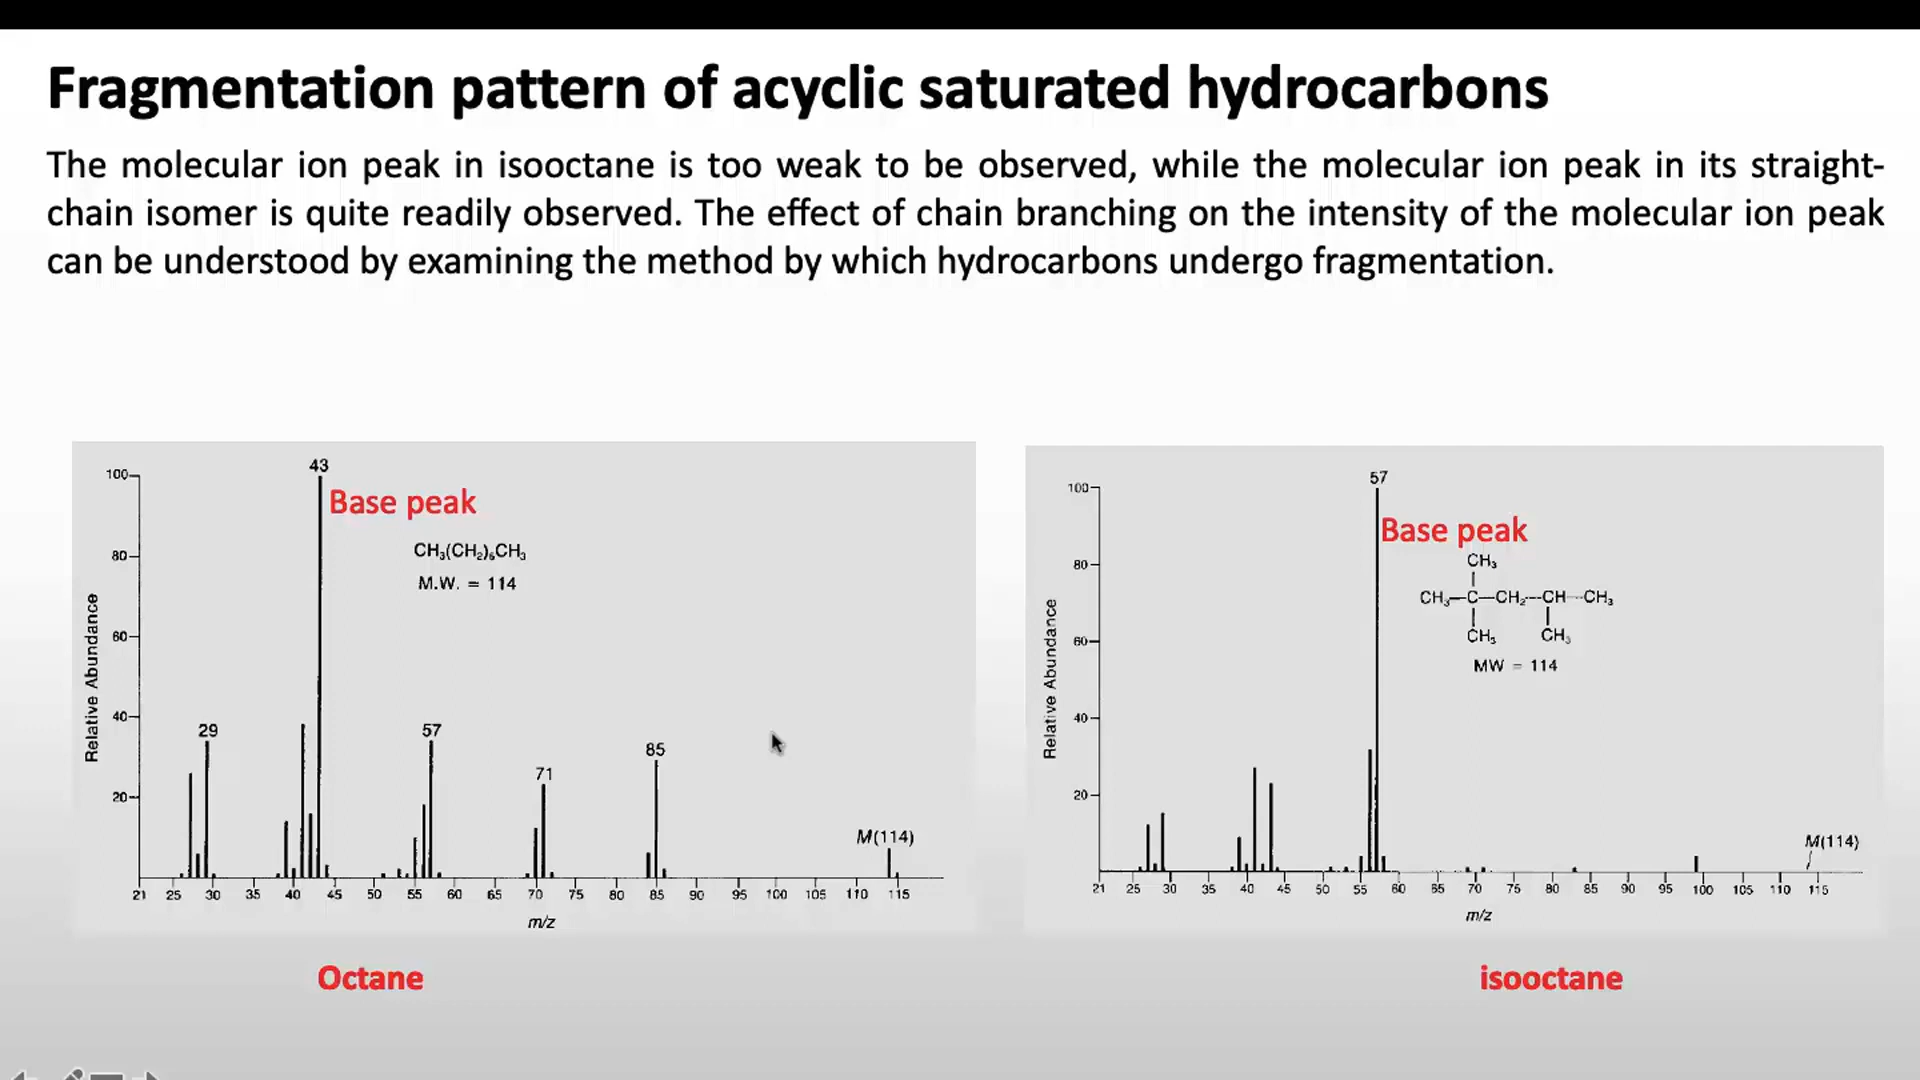 Fragmentation pattern of acyclic saturated hydrocarbons
The molecular ion peak in isooctane is too weak to be observed, while the molecular ion peak in its straight-
chain isomer is quite readily observed. The effect of chain branching on the intensity of the molecular ion peak
can be understood by examining the method by which hydrocarbons undergo fragmentation.
100
80
60
40
20
Relative Abundance
43
Base peak
CH₃(CH₂)₆CH₃
M.W. = 114
29
57
71
85
M(114)
21 25 30 35 40 45 50 55 60 65 70 75 80 85 90 95 100 105 110 115
m/z
Octane
100
80
60
40
20
Relative Abundance
57
Base peak
CH₃
CH₃—C—CH₂—CH—CH₃
CH₃ CH₃
MW = 114
M(114)
21 25 30 35 40 45 50 55 60 65 70 75 80 85 90 95 100 105 110 115
m/z
isooctane